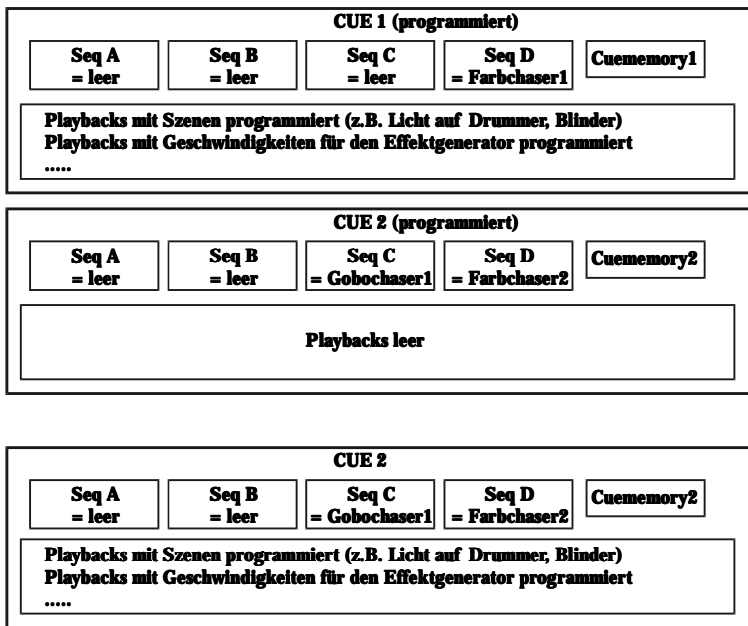 CUE 1 (programmiert)
Seq A
= leer
Seq B
= leer
Seq C
= leer
Seq D
= Farbchaser1
Cuememory1
Playbacks mit Szenen programmiert (z.B. Licht auf Drummer, Blinder)
Playbacks mit Geschwindigkeiten für den Effektgenerator programmiert
.....
CUE 2 (programmiert)
Seq A
= leer
Seq B
= leer
Seq C
= Gobochaser1
Seq D
= Farbchaser2
Cuememory2
Playbacks leer
CUE 2
Seq A
= leer
Seq B
= leer
Seq C
= Gobochaser1
Seq D
= Farbchaser2
Cuememory2
Playbacks mit Szenen programmiert (z.B. Licht auf Drummer, Blinder)
Playbacks mit Geschwindigkeiten für den Effektgenerator programmiert
.....